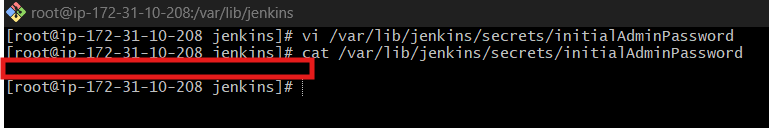 root@ip-172-31-10-208:/var/lib/jenkins
[root@ip-172-31-10-208 jenkins]# vi /var/lib/jenkins/secrets/initialAdminPassword
[root@ip-172-31-10-208 jenkins]# cat /var/lib/jenkins/secrets/initialAdminPassword
[root@ip-172-31-10-208 jenkins]#